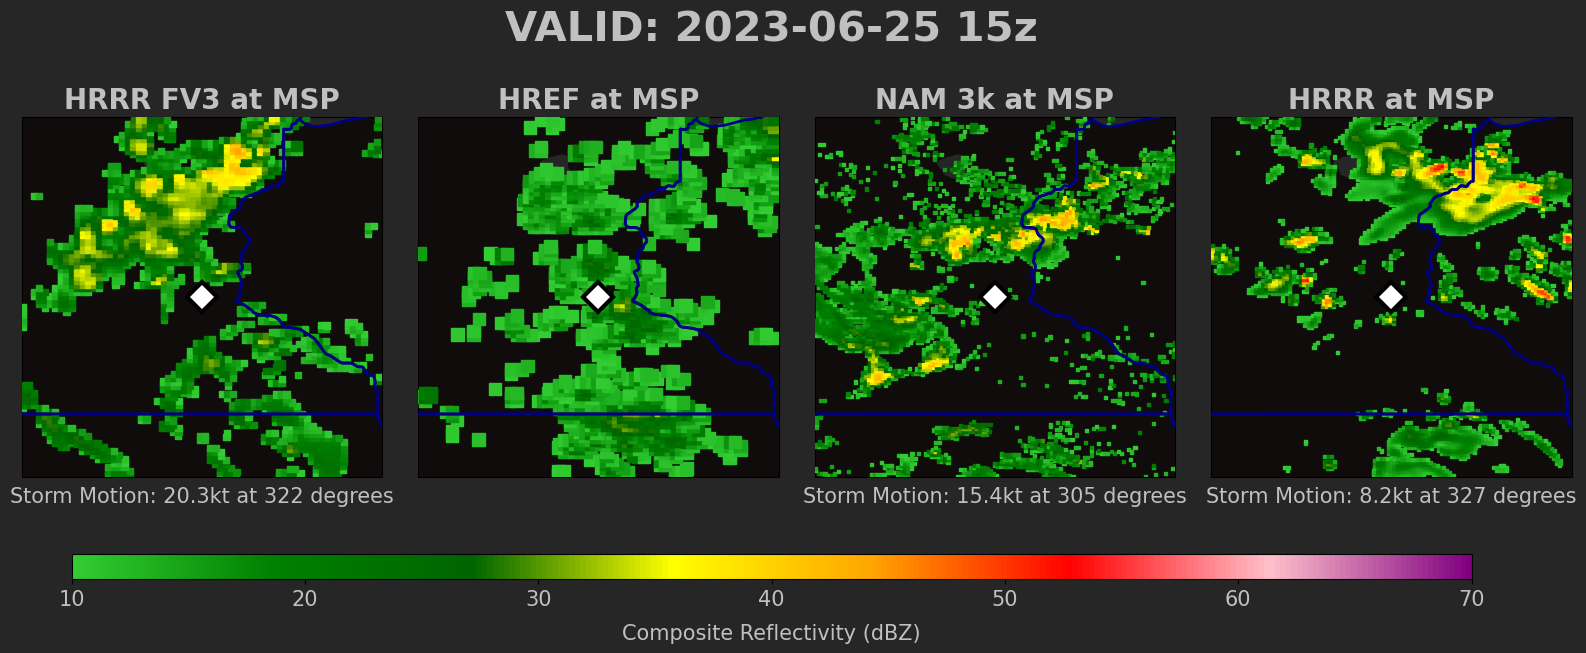 VALID: 2023-06-25 15z
HRRR FV3 at MSP
HREF at MSP
NAM 3k at MSP
HRRR at MSP
Storm Motion: 20.3kt at 322 degrees
Storm Motion: 15.4kt at 305 degrees
Storm Motion: 8.2kt at 327 degrees
10 20 30 40 50 60 70
Composite Reflectivity (dBZ)